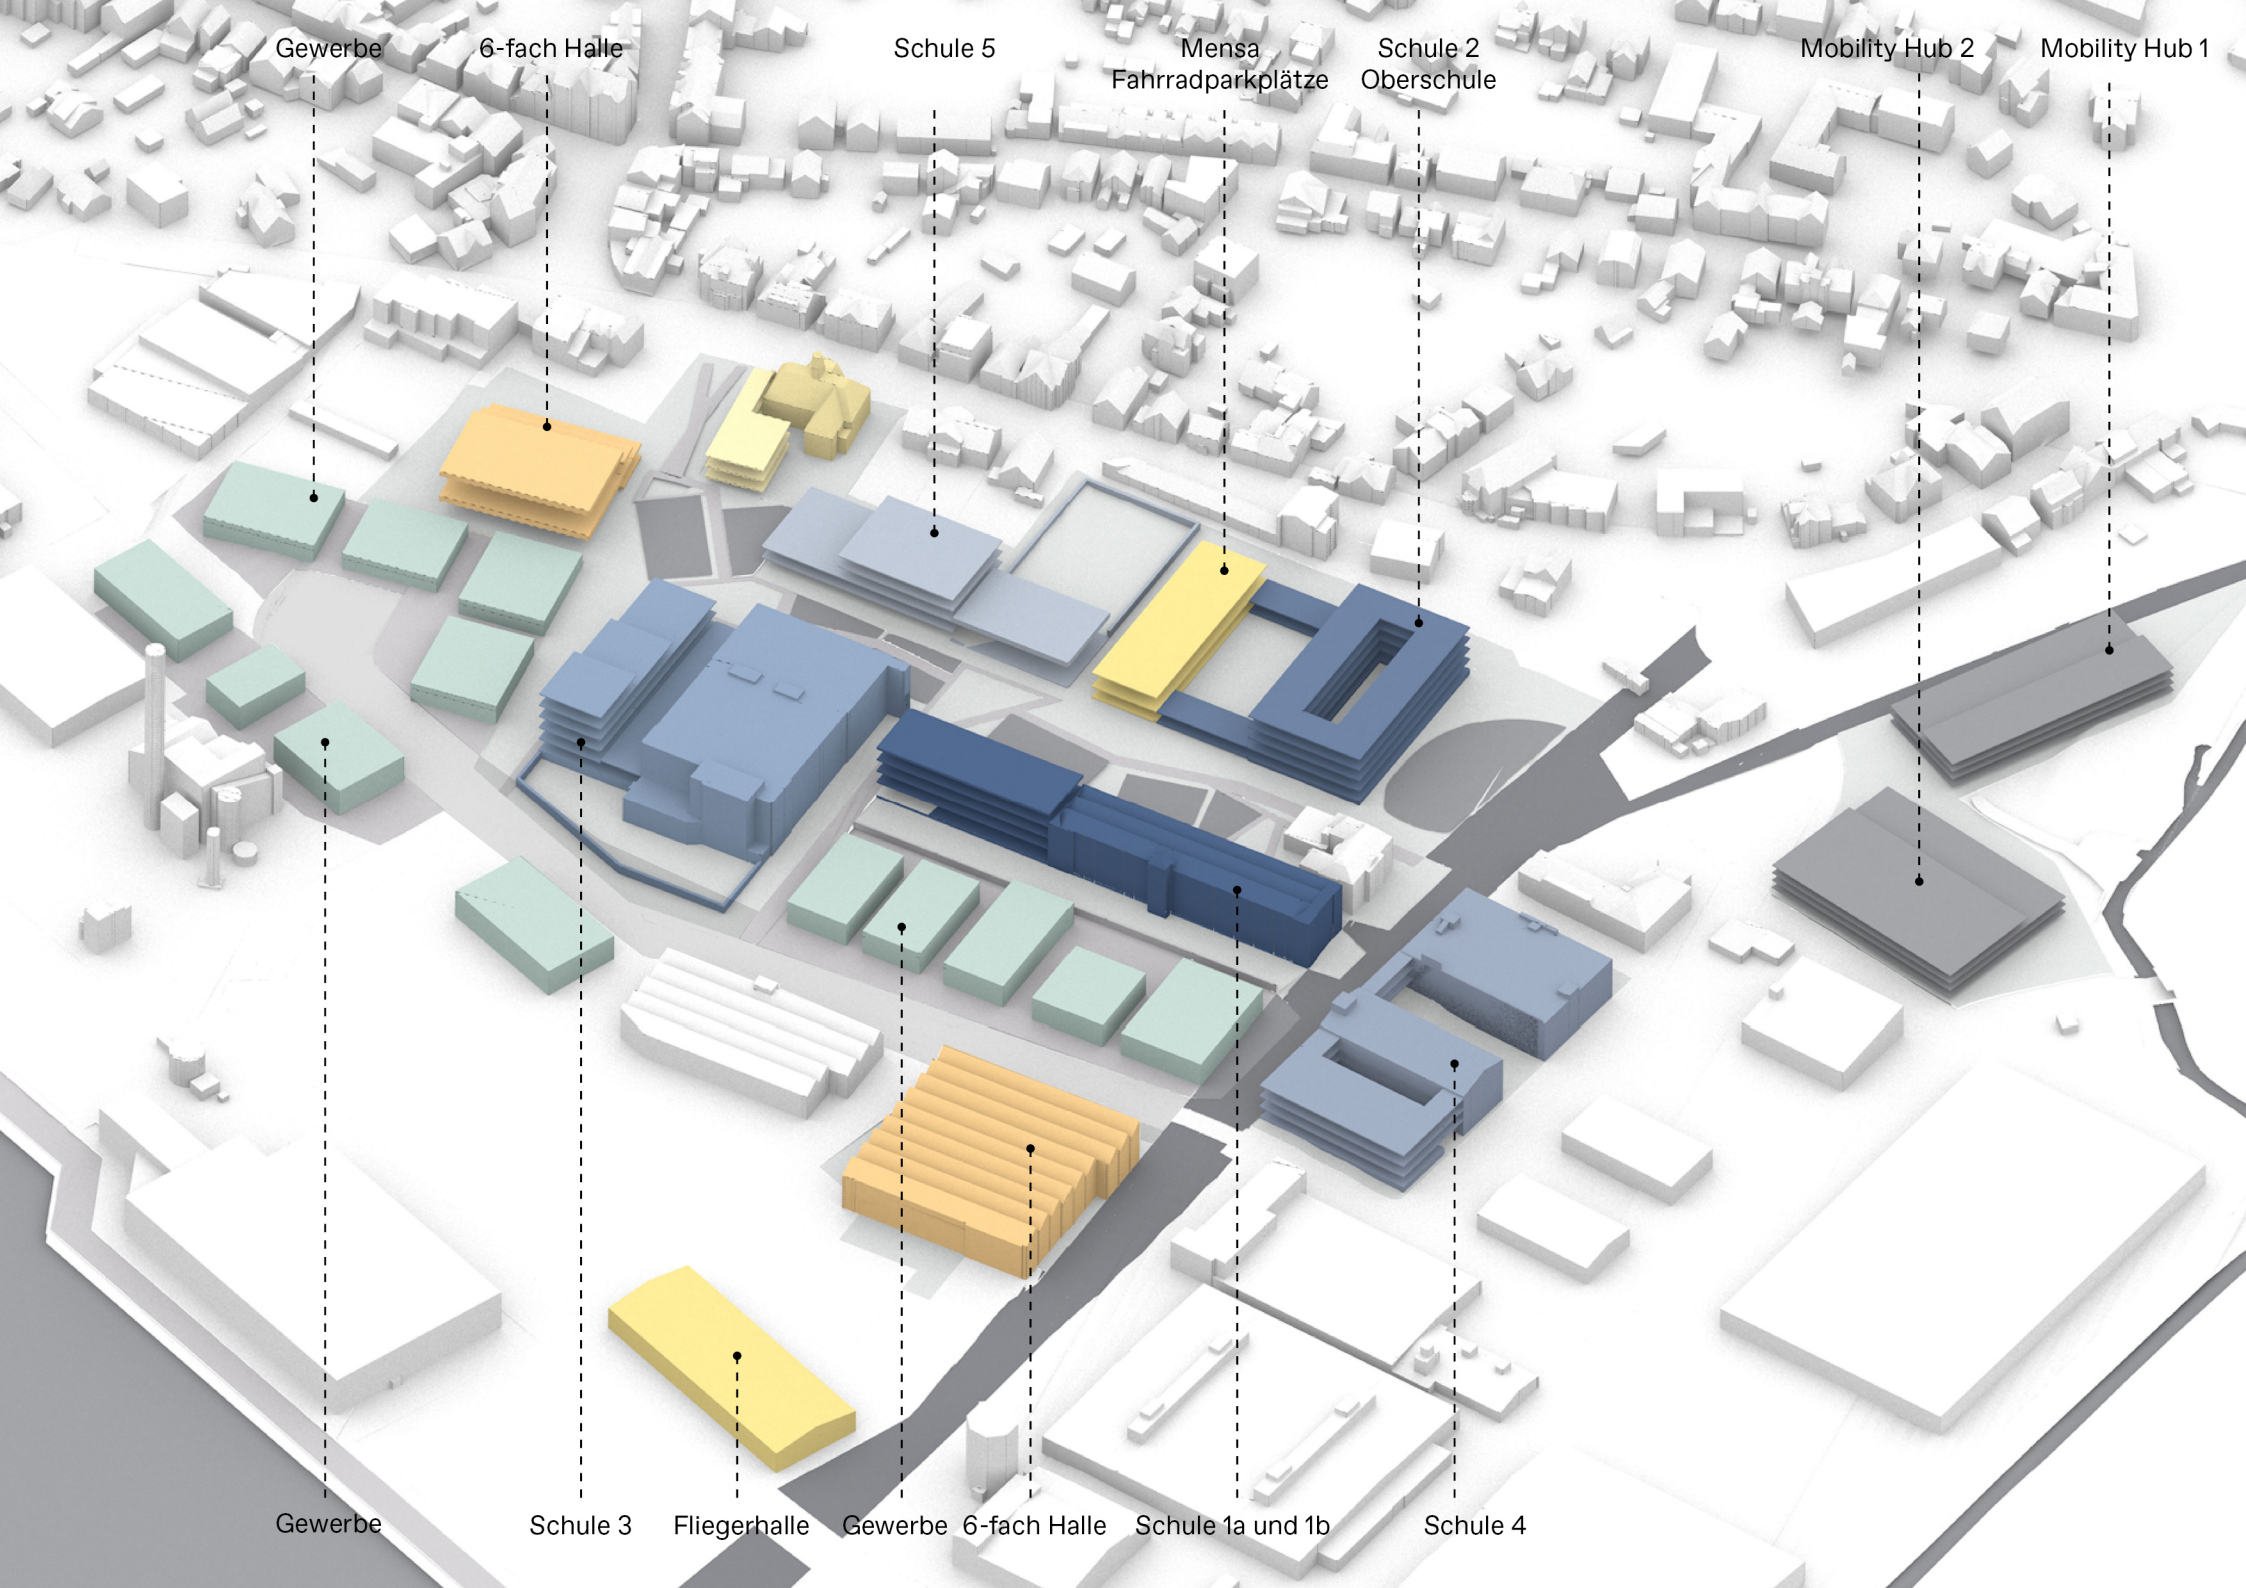 Gewerbe
6-fach Halle
Schule 5
Mensa
Fahrradparkplätze
Schule 2
Oberschule
Mobility Hub 2
Mobility Hub 1
Gewerbe
Schule 3
Fliegerhalle
Gewerbe
6-fach Halle
Schule 1a und 1b
Schule 4